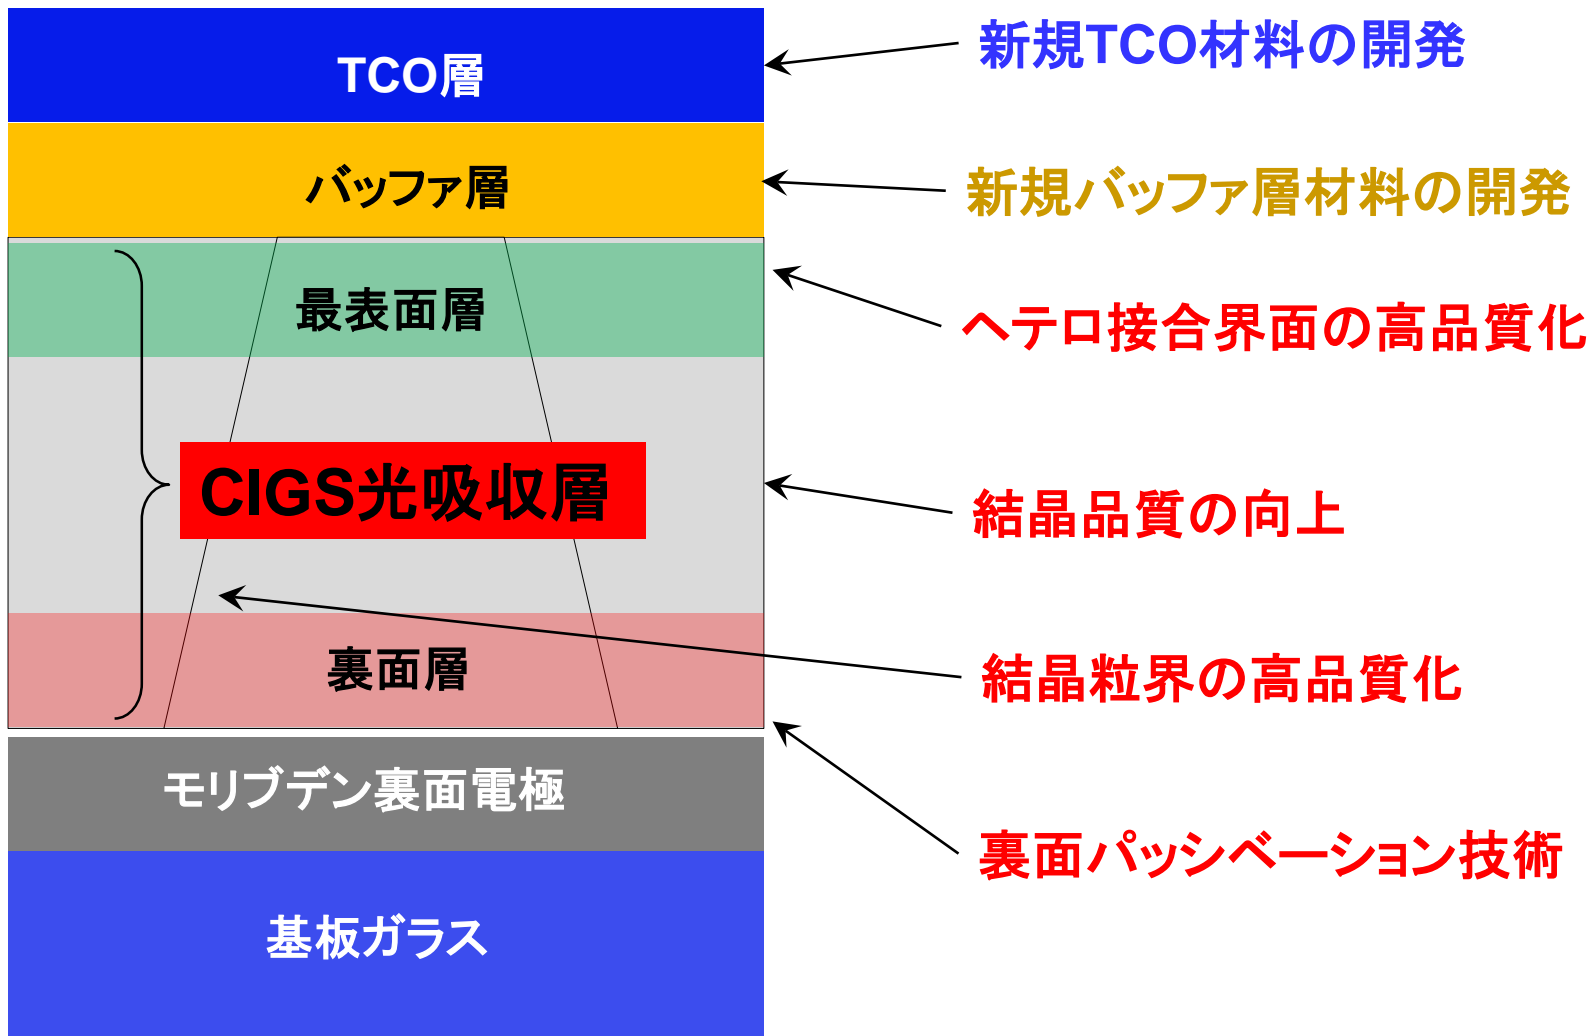 TCO層
新規TCO材料の開発
バッファ層
新規バッファ層材料の開発
最表面層
ヘテロ接合界面の高品質化
CIGS光吸収層
結晶品質の向上
裏面層
結晶粒界の高品質化
モリブデン裏面電極
裏面パッシベーション技術
基板ガラス